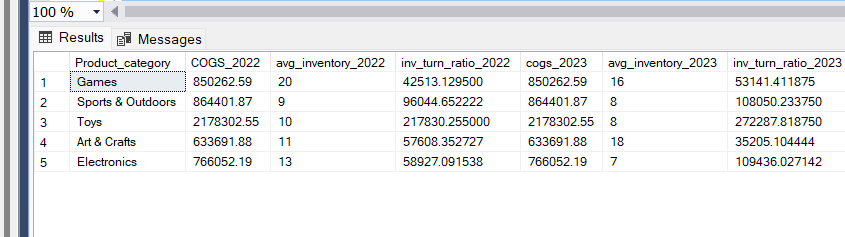 100 %
Results Messages
Product_category COGS_2022 avg_inventory_2022 inv_turn_ratio_2022 cogs_2023 avg_inventory_2023 inv_turn_ratio_2023
1 Games 850262.59 20 42513.129500 850262.59 16 53141.411875
2 Sports & Outdoors 864401.87 9 96044.652222 864401.87 8 108050.233750
3 Toys 2178302.55 10 217830.255000 2178302.55 8 272287.818750
4 Art & Crafts 633691.88 11 57608.352727 633691.88 18 35205.104444
5 Electronics 766052.19 13 58927.091538 766052.19 7 109436.027142